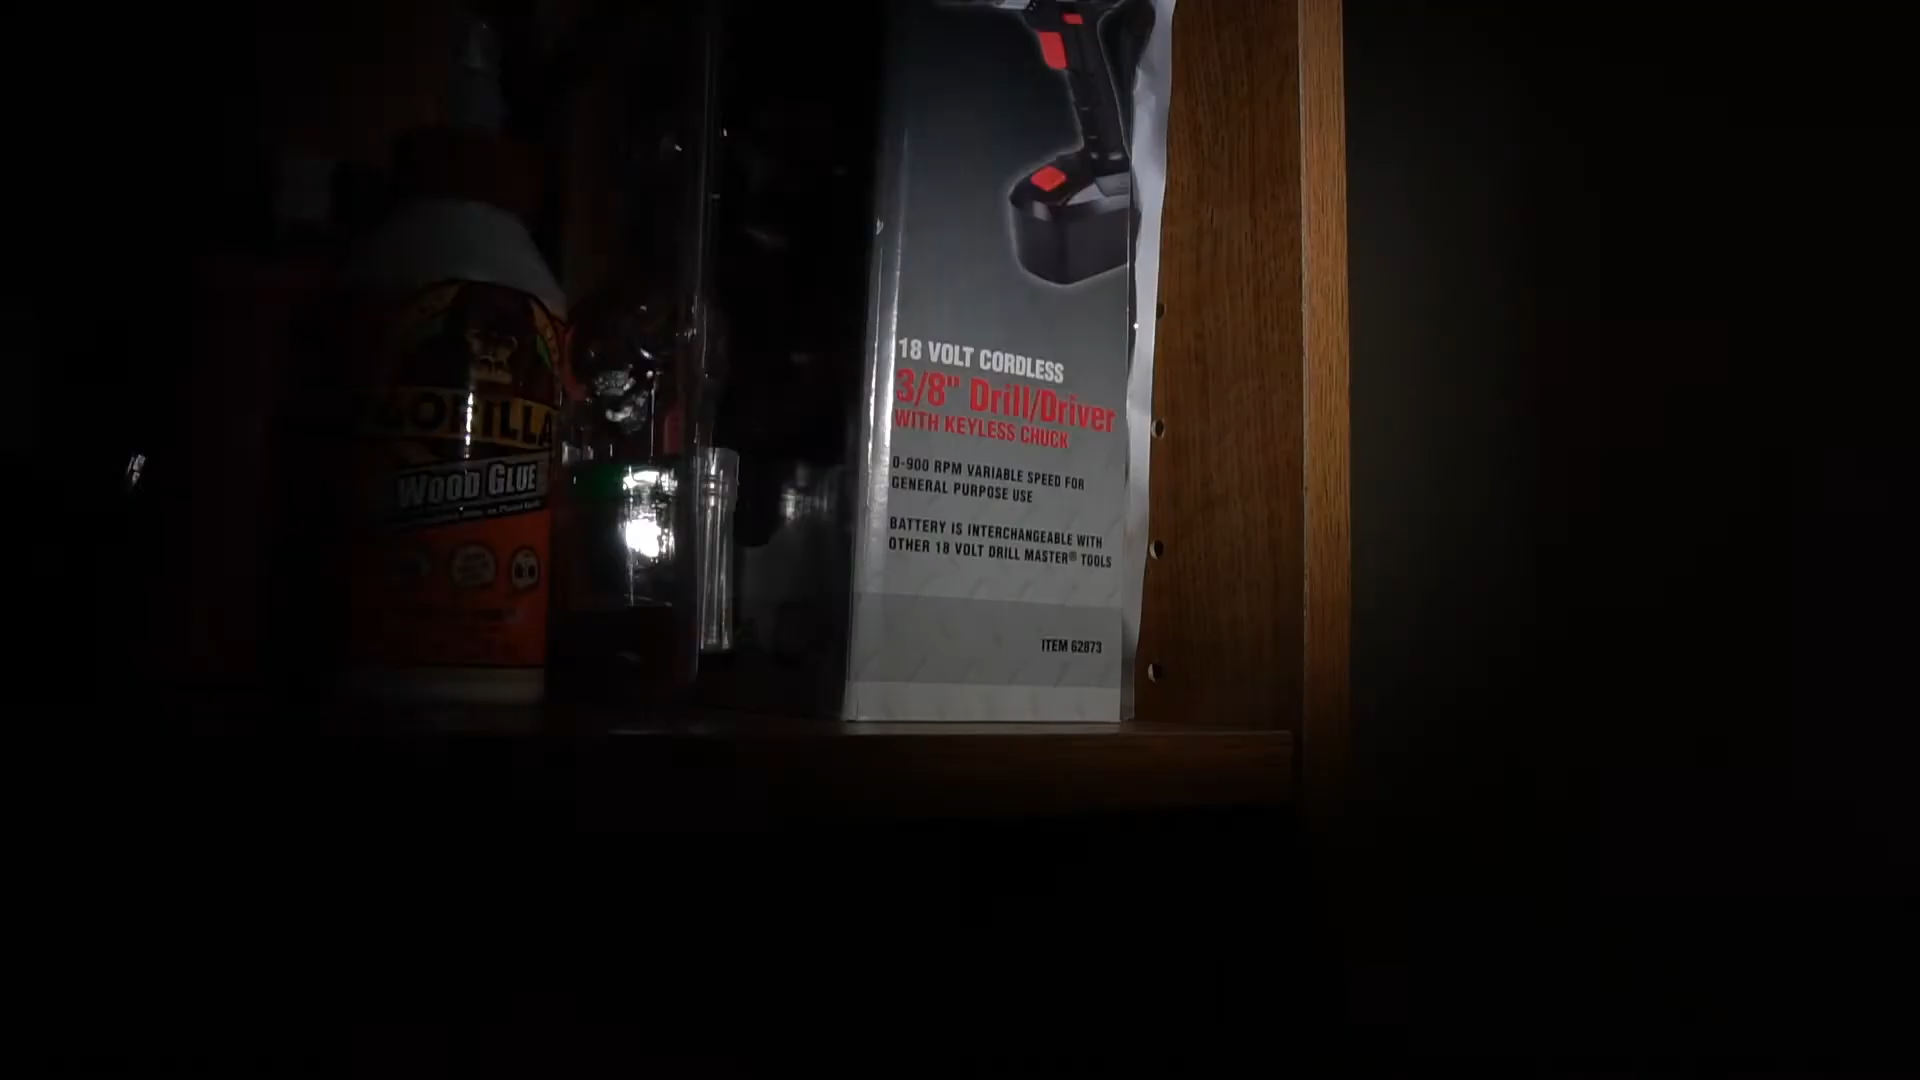 GORILLA
WOOD GLUE
18 VOLT CORDLESS
3/8" Drill/Driver
WITH KEYLESS CHUCK
0-900 RPM VARIABLE SPEED FOR
GENERAL PURPOSE USE
BATTERY IS INTERCHANGEABLE WITH
OTHER 18 VOLT DRILL MASTER® TOOLS
ITEM 62873